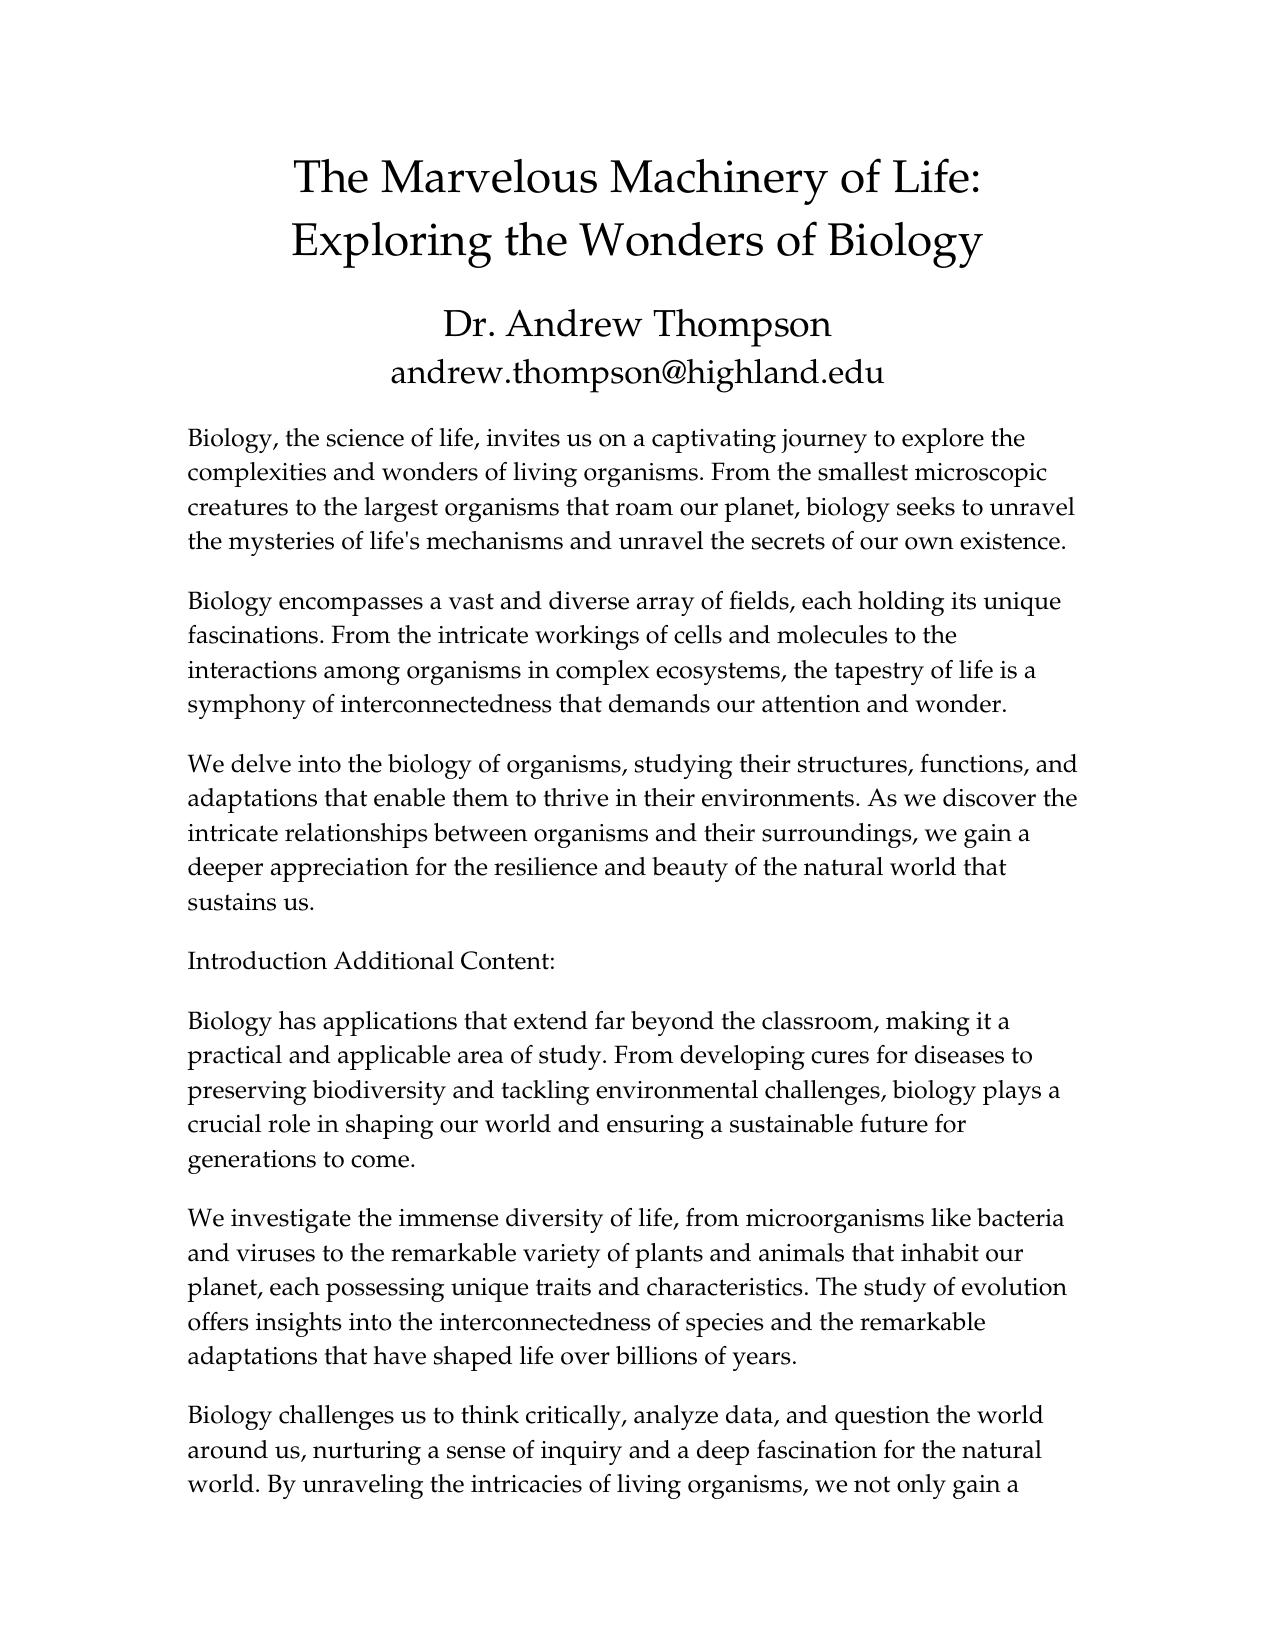 The Marvelous Machinery of Life:
Exploring the Wonders of Biology
Dr. Andrew Thompson
andrew.thompson@highland.edu
Biology, the science of life, invites us on a captivating journey to explore the
complexities and wonders of living organisms. From the smallest microscopic
creatures to the largest organisms that roam our planet, biology seeks to unravel
the mysteries of life's mechanisms and unravel the secrets of our own existence.
Biology encompasses a vast and diverse array of fields, each holding its unique
fascinations. From the intricate workings of cells and molecules to the
interactions among organisms in complex ecosystems, the tapestry of life is a
symphony of interconnectedness that demands our attention and wonder.
We delve into the biology of organisms, studying their structures, functions, and
adaptations that enable them to thrive in their environments. As we discover the
intricate relationships between organisms and their surroundings, we gain a
deeper appreciation for the resilience and beauty of the natural world that
sustains us.
Introduction Additional Content:
Biology has applications that extend far beyond the classroom, making it a
practical and applicable area of study. From developing cures for diseases to
preserving biodiversity and tackling environmental challenges, biology plays a
crucial role in shaping our world and ensuring a sustainable future for
generations to come.
We investigate the immense diversity of life, from microorganisms like bacteria
and viruses to the remarkable variety of plants and animals that inhabit our
planet, each possessing unique traits and characteristics. The study of evolution
offers insights into the interconnectedness of species and the remarkable
adaptations that have shaped life over billions of years.
Biology challenges us to think critically, analyze data, and question the world
around us, nurturing a sense of inquiry and a deep fascination for the natural
world. By unraveling the intricacies of living organisms, we not only gain a